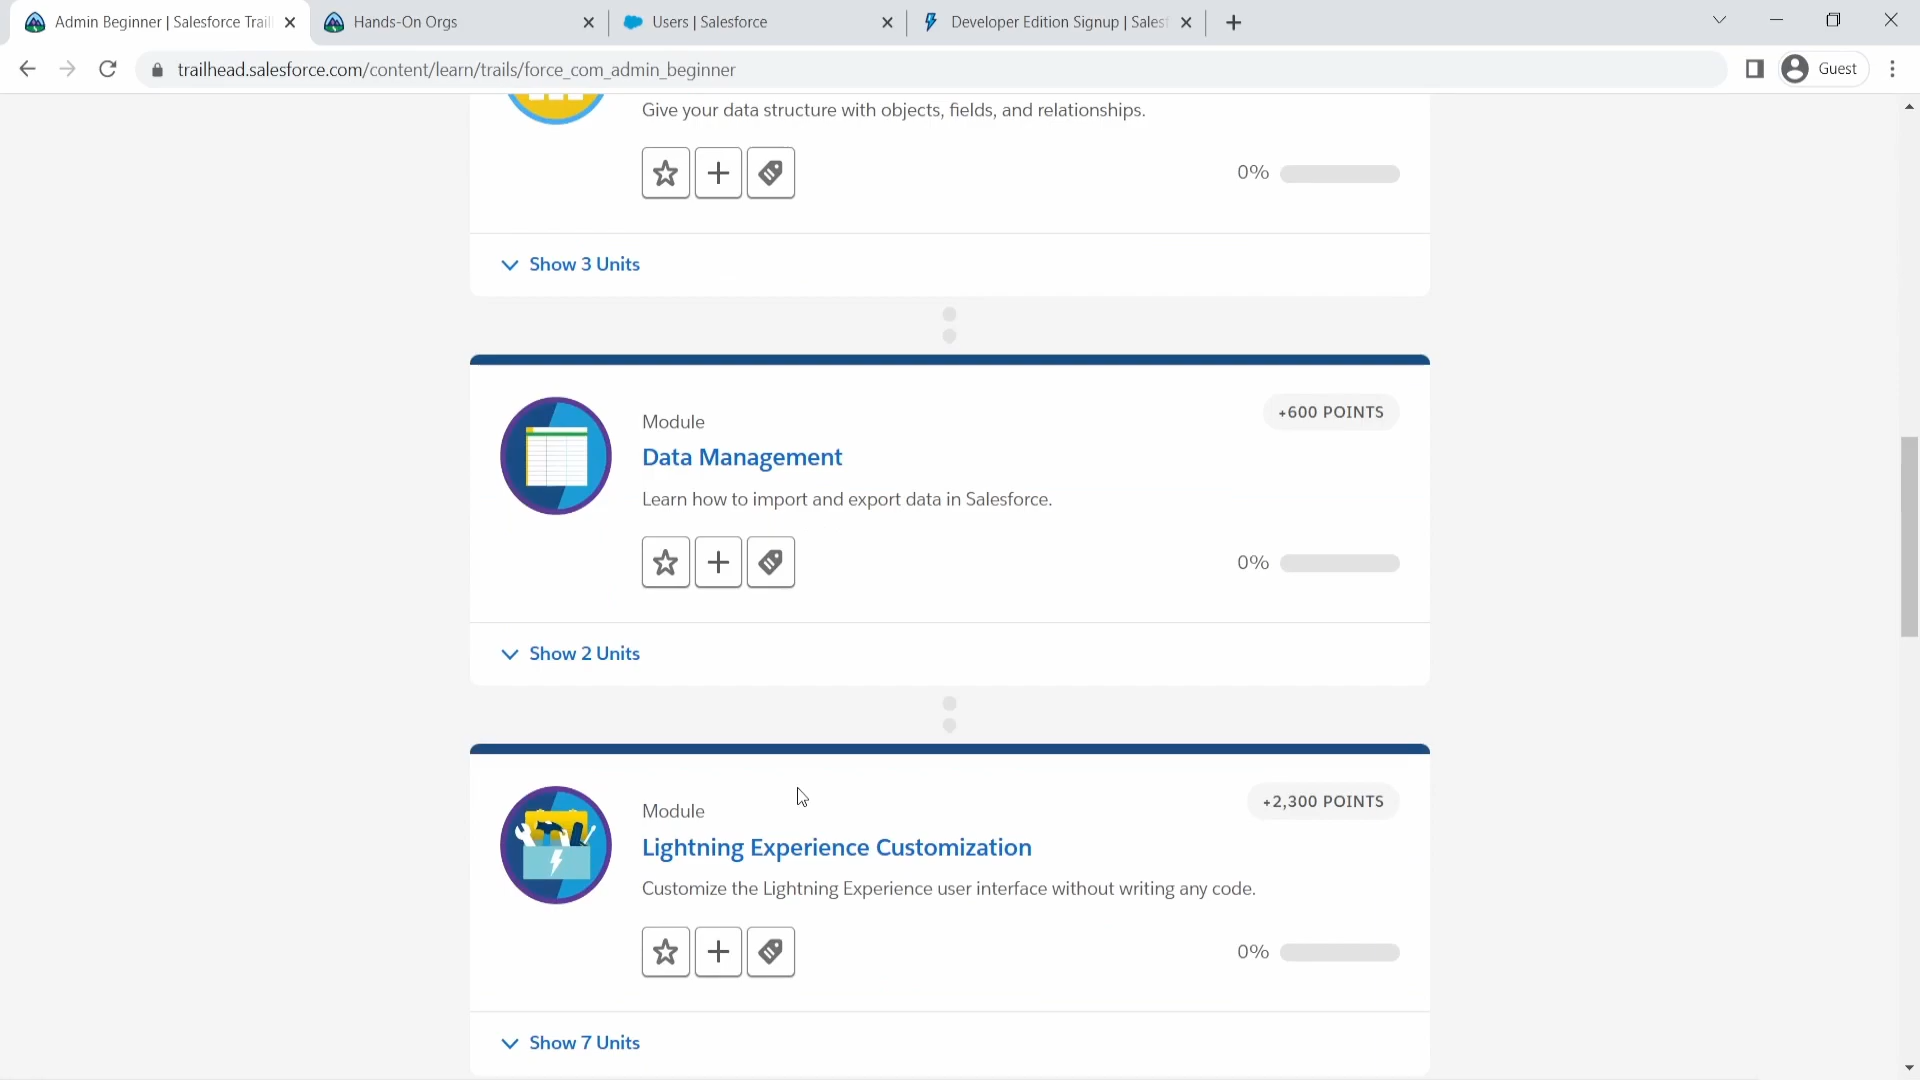 Admin Beginner | Salesforce Trail
Hands-On Orgs
Users | Salesforce
Developer Edition Signup | Sales
trailhead.salesforce.com/content/learn/trails/force_com_admin_beginner
Guest
Give your data structure with objects, fields, and relationships.
0%
Show 3 Units
+600 POINTS
Module
Data Management
Learn how to import and export data in Salesforce.
0%
Show 2 Units
+2,300 POINTS
Module
Lightning Experience Customization
Customize the Lightning Experience user interface without writing any code.
0%
Show 7 Units